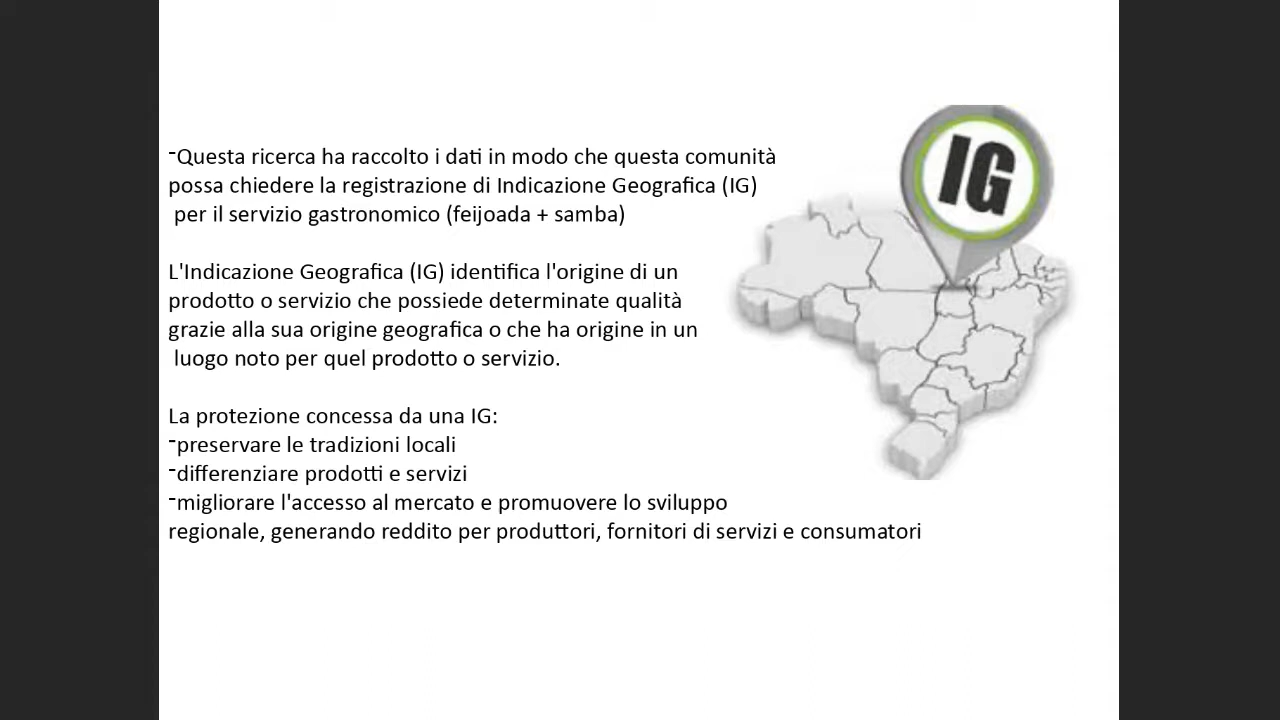 -Questa ricerca ha raccolto i dati in modo che questa comunità
possa chiedere la registrazione di Indicazione Geografica (IG)
per il servizio gastronomico (feijoada + samba)
L'Indicazione Geografica (IG) identifica l'origine di un
prodotto o servizio che possiede determinate qualità
grazie alla sua origine geografica o che ha origine in un
luogo noto per quel prodotto o servizio.
La protezione concessa da una IG:
-preservare le tradizioni locali
-differenziare prodotti e servizi
-migliorare l'accesso al mercato e promuovere lo sviluppo
regionale, generando reddito per produttori, fornitori di servizi e consumatori
IG